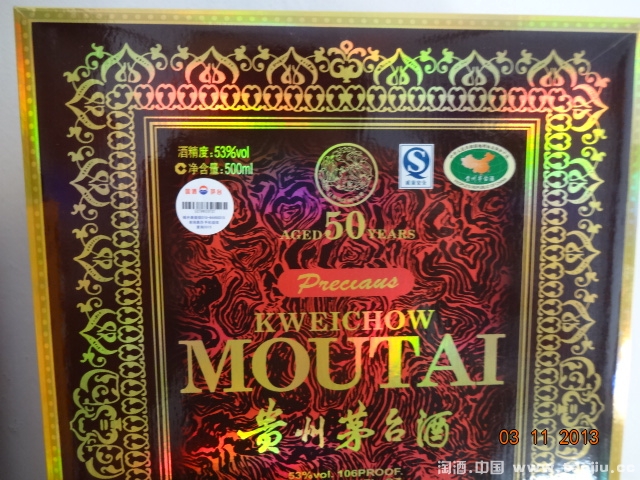 酒精度:53%vol
净含量:500ml
AGED 50 YEARS
Precious
KWEICHOW
MOUTAI
贵州茅台酒
53%vol. 106PROOF.
03 11 2013
淘酒.中国